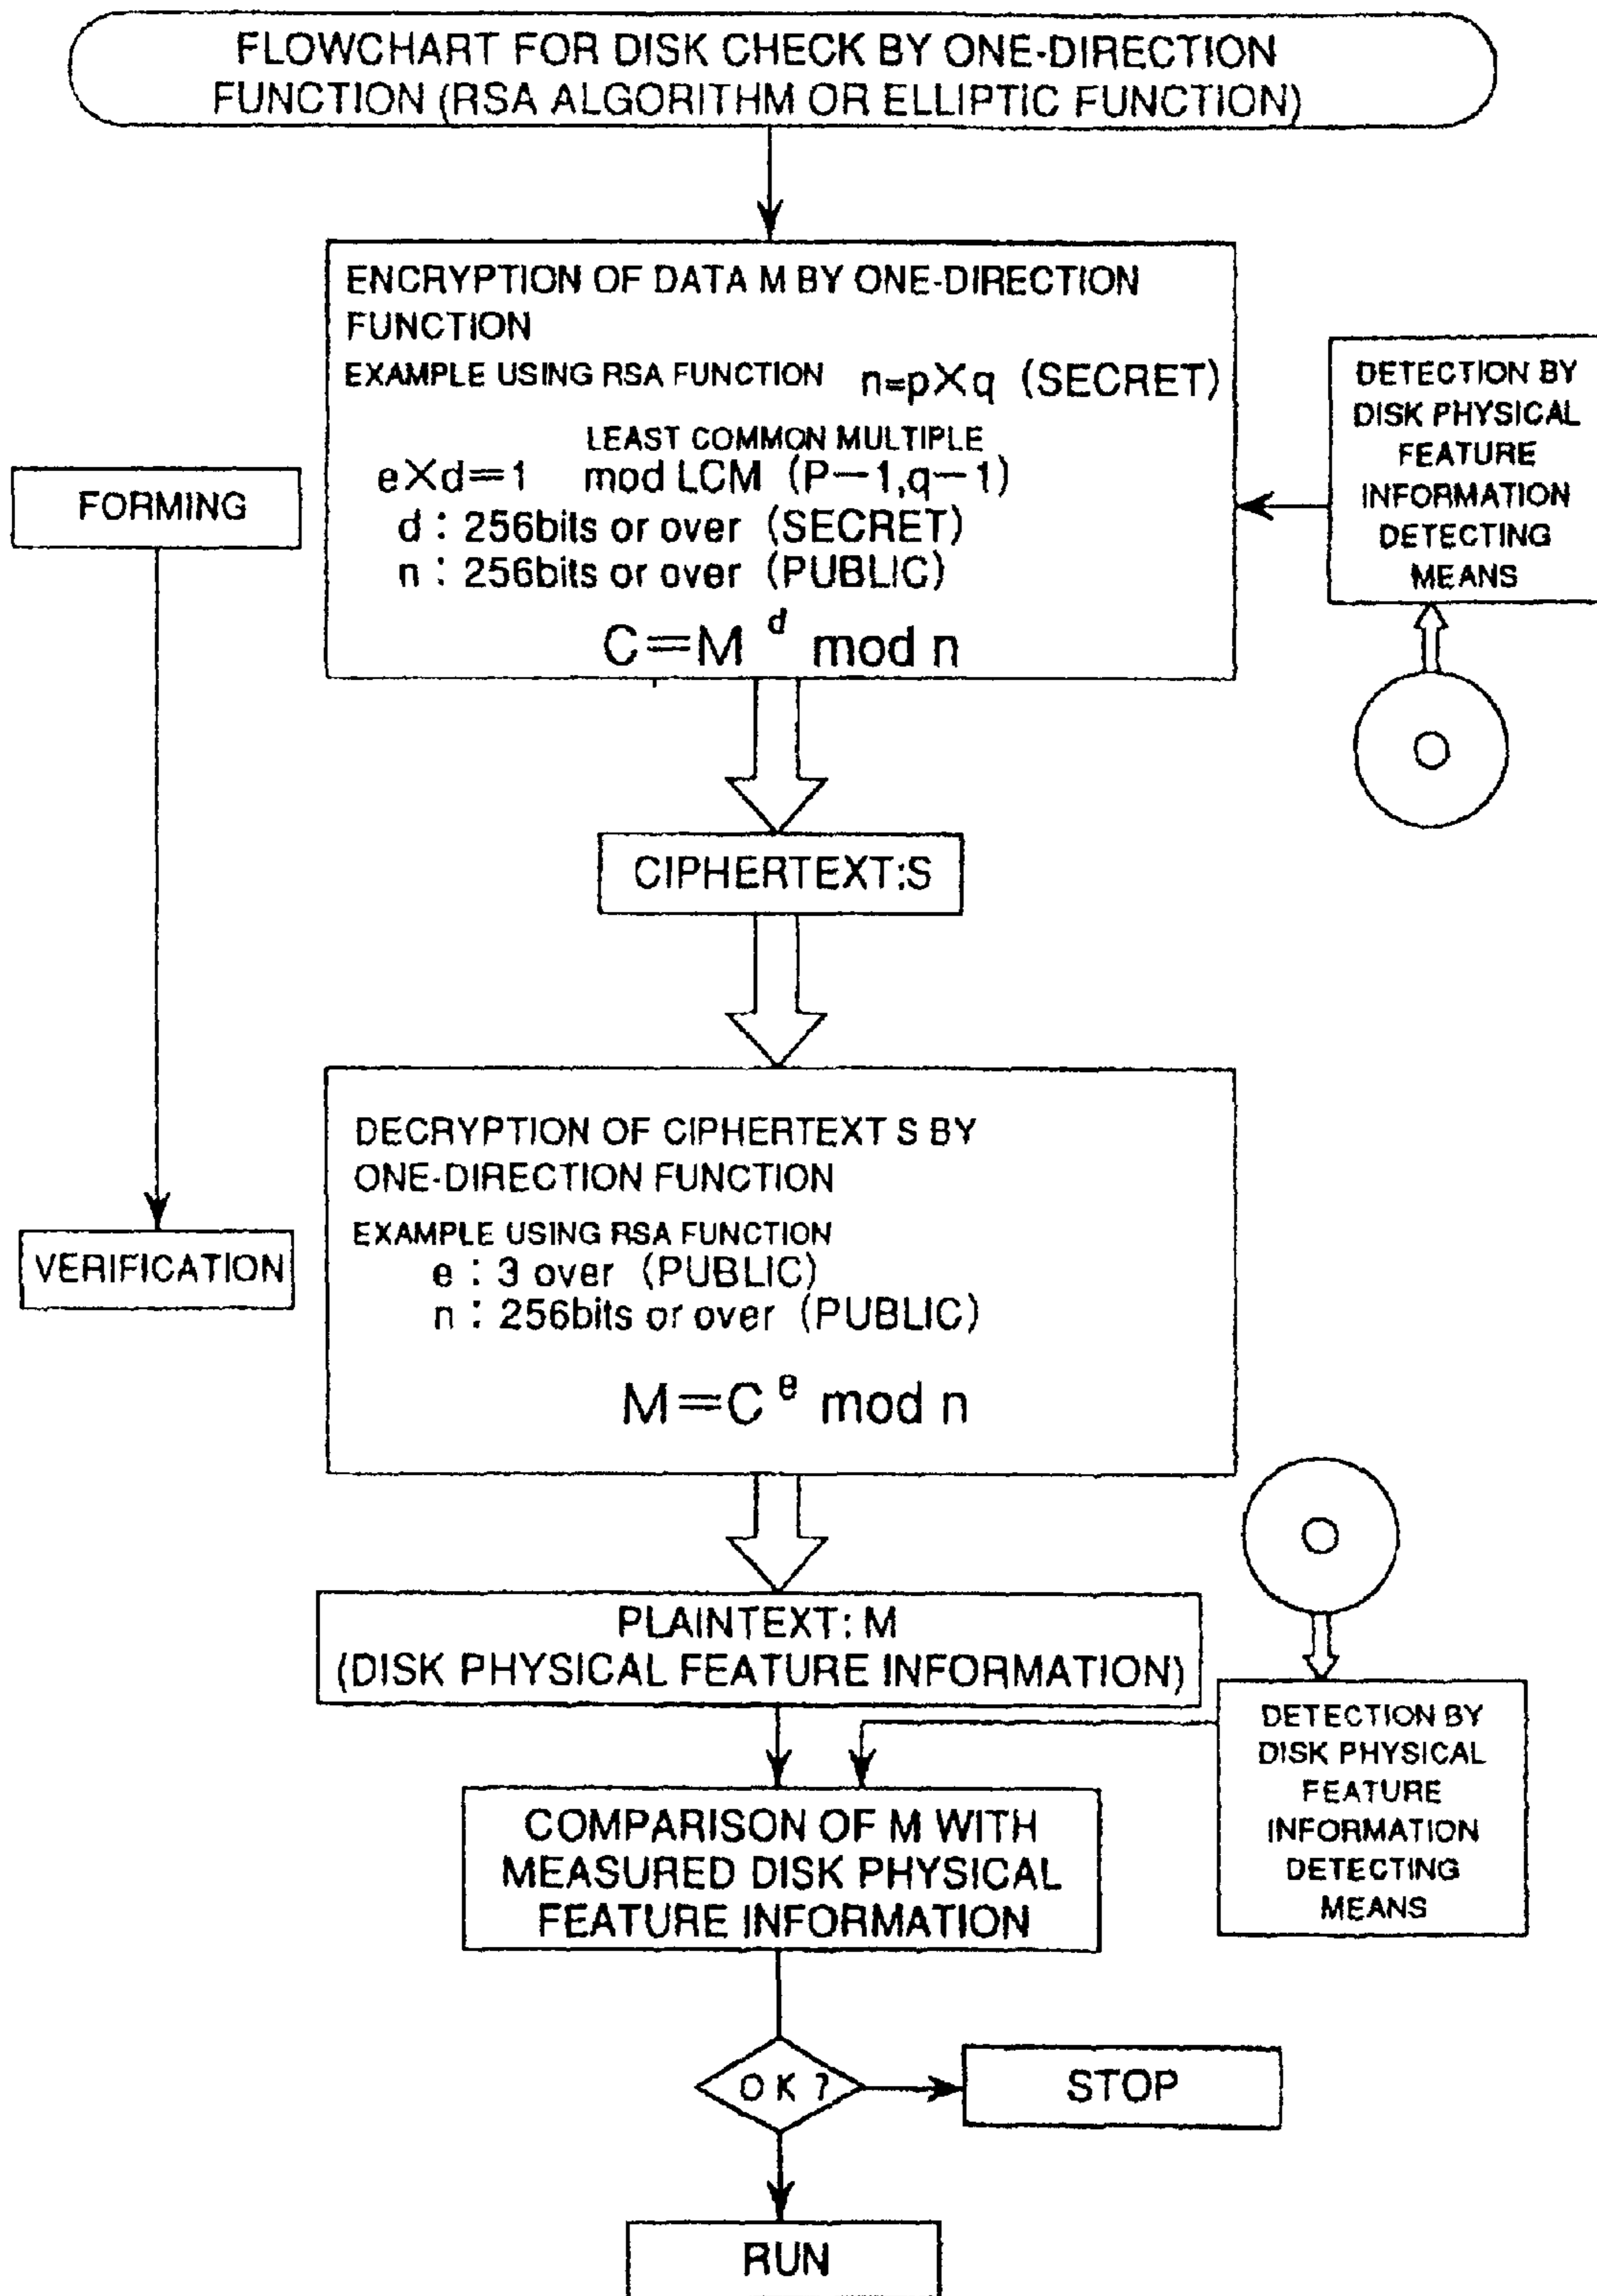 FLOWCHART FOR DISK CHECK BY ONE-DIRECTION
FUNCTION (RSA ALGORITHM OR ELLIPTIC FUNCTION)
ENCRYPTION OF DATA M BY ONE-DIRECTION
FUNCTION
EXAMPLE USING RSA FUNCTION n=p×q (SECRET)
LEAST COMMON MULTIPLE
e×d=1 mod LCM (P-1,q-1)
d : 256bits or over (SECRET)
n : 256bits or over (PUBLIC)
C=M^d mod n
DETECTION BY
DISK PHYSICAL
FEATURE
INFORMATION
DETECTING
MEANS
FORMING
CIPHERTEXT:S
DECRYPTION OF CIPHERTEXT S BY
ONE-DIRECTION FUNCTION
EXAMPLE USING RSA FUNCTION
e : 3 over (PUBLIC)
n : 256bits or over (PUBLIC)
M=C^e mod n
VERIFICATION
PLAINTEXT: M
(DISK PHYSICAL FEATURE INFORMATION)
DETECTION BY
DISK PHYSICAL
FEATURE
INFORMATION
DETECTING
MEANS
COMPARISON OF M WITH
MEASURED DISK PHYSICAL
FEATURE INFORMATION
OK?
STOP
RUN